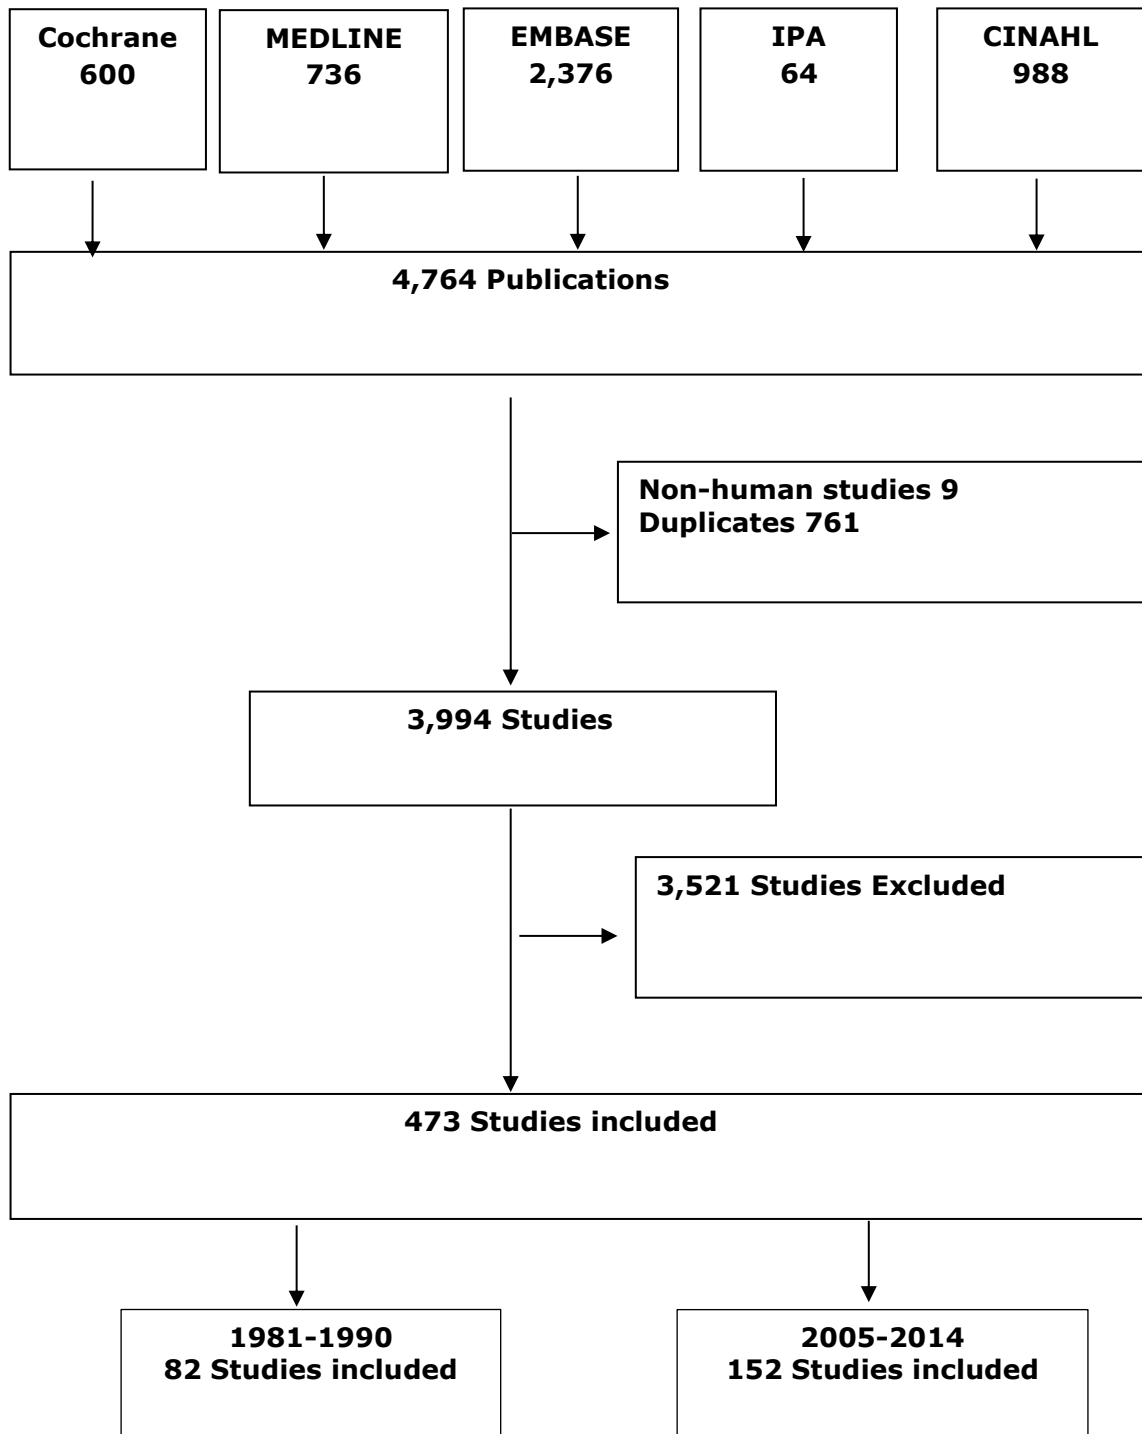 Cochrane
600
MEDLINE
736
EMBASE
2,376
IPA
64
CINAHL
988
4,764 Publications
Non-human studies 9
Duplicates 761
3,994 Studies
3,521 Studies Excluded
473 Studies included
1981-1990
82 Studies included
2005-2014
152 Studies included